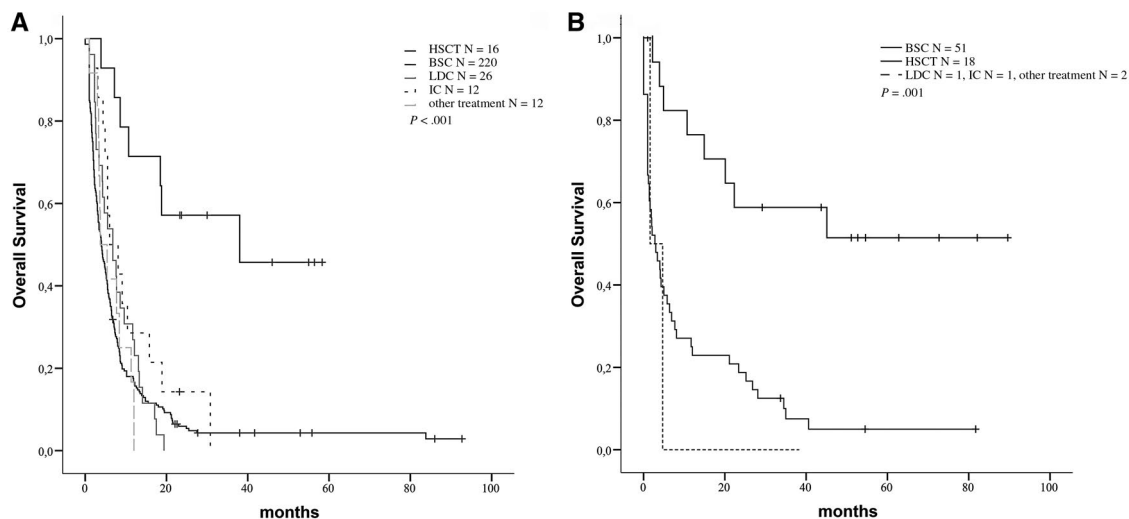 A
Overall Survival
1,0
0,8
0,6
0,4
0,2
0,0
HSCT N = 16
BSC N = 220
LDC N = 26
IC N = 12
other treatment N = 12
P < .001
0 20 40 60 80 100
months
B
Overall Survival
1,0
0,8
0,6
0,4
0,2
0,0
BSC N = 51
HSCT N = 18
LDC N = 1, IC N = 1, other treatment N = 2
P = .001
0 20 40 60 80 100
months